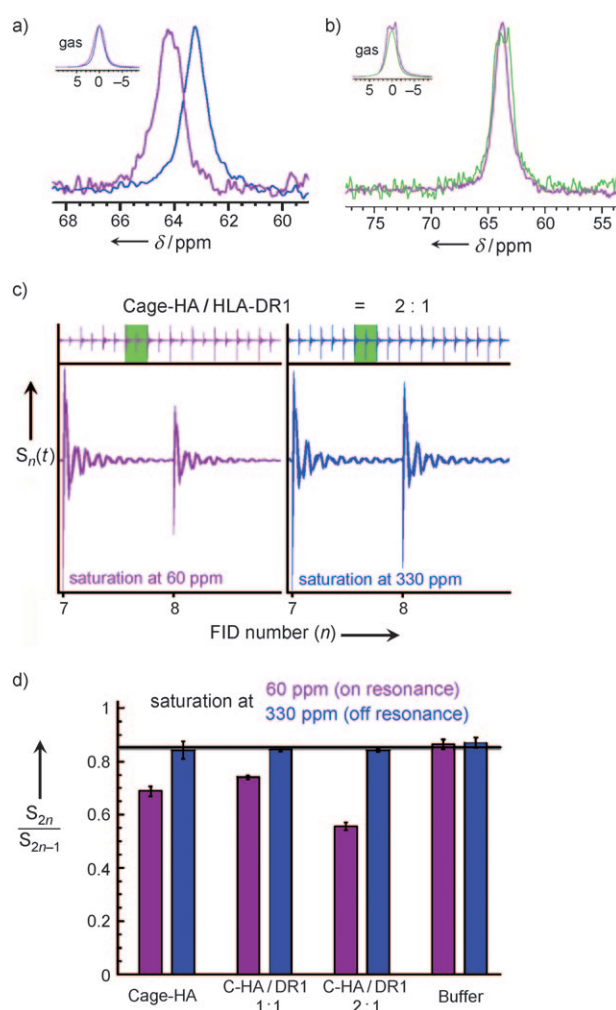 a)
gas
5 0 –5
68 66 64 62 60
δ / ppm
b)
gas
5 0 –5
75 70 65 60 55
δ / ppm
c)
Cage-HA / HLA-DR1 = 2 : 1
Sn(t)
saturation at 60 ppm
saturation at 330 ppm
7 8 7 8
FID number (n)
d)
saturation at
60 ppm (on resonance)
330 ppm (off resonance)
1
0.8
0.6
0.4
0.2
0
S2n
S2n–1
Cage-HA
C-HA / DR1
1 : 1
C-HA / DR1
2 : 1
Buffer